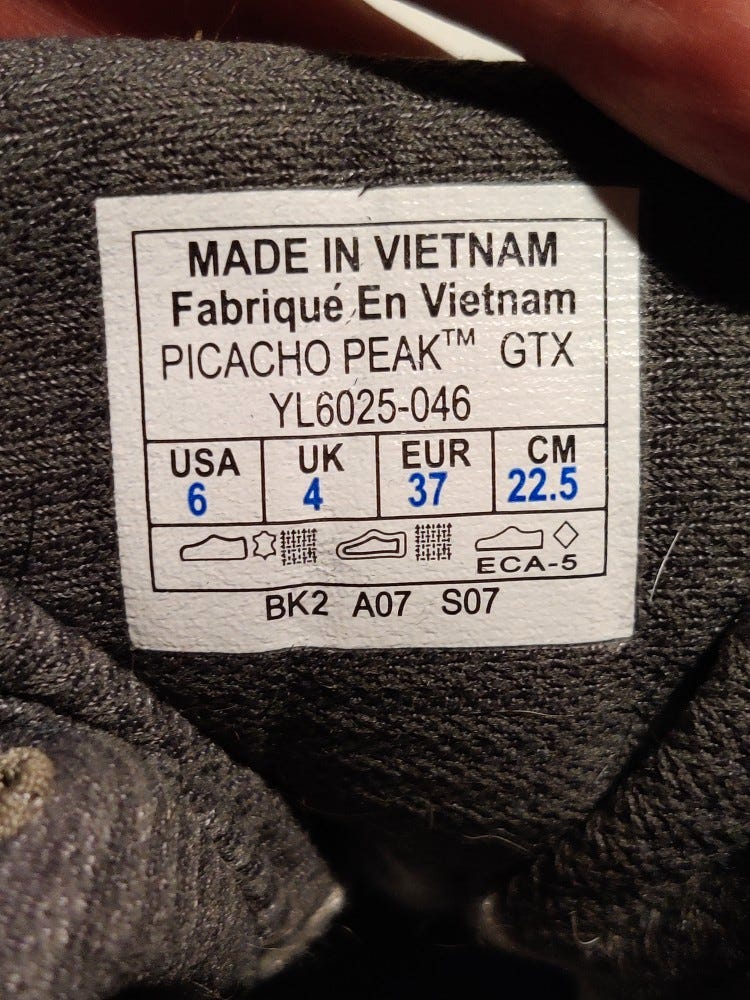 MADE IN VIETNAM
Fabriqué En Vietnam
PICACHO PEAK™ GTX
YL6025-046
USA UK EUR CM
6 4 37 22.5
ECA-5
BK2 A07 S07